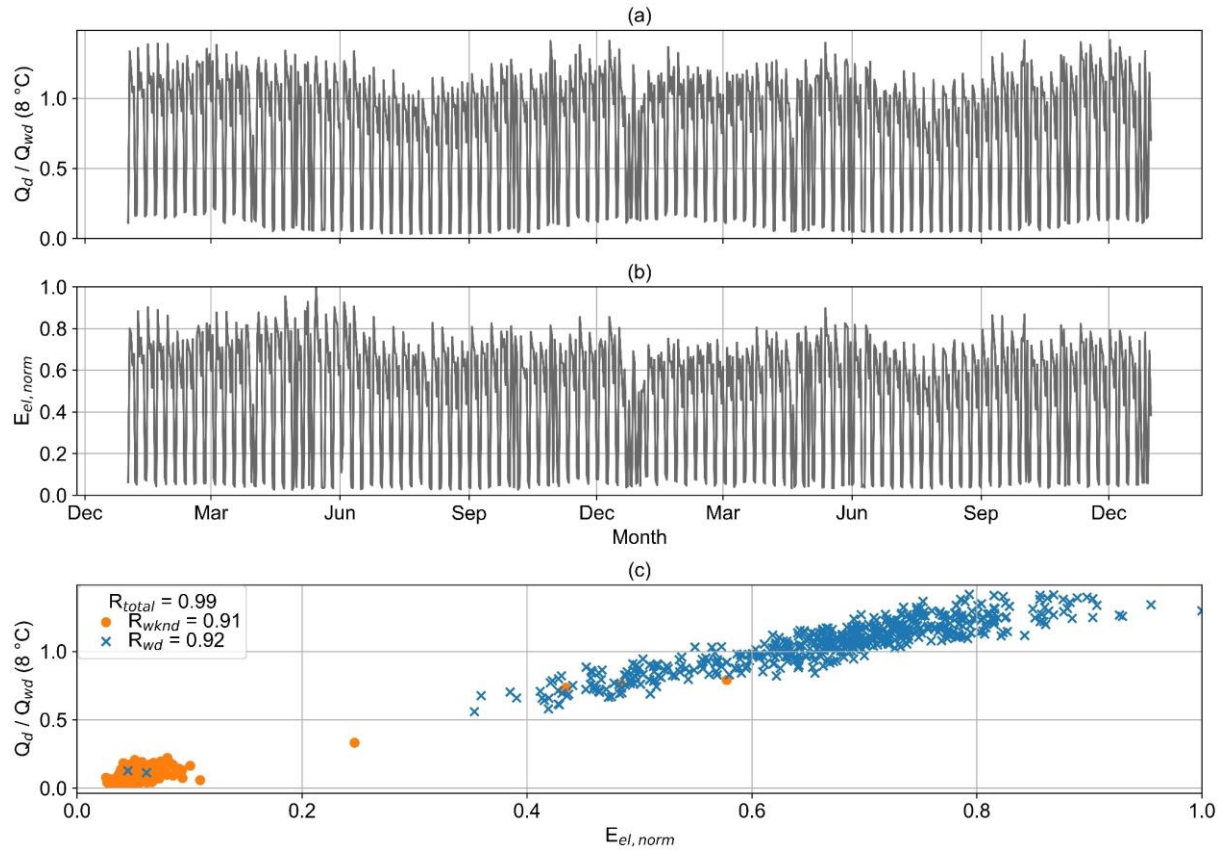 (a)
Q_d / Q_wd (8 °C)
1.0
0.5
0.0
(b)
E_el, norm
1.0
0.8
0.6
0.4
0.2
0.0
Dec Mar Jun Sep Dec Mar Jun Sep Dec
Month
(c)
Q_d / Q_wd (8 °C)
R_total = 0.99
R_wknd = 0.91
R_wd = 0.92
1.0
0.5
0.0
0.0 0.2 0.4 0.6 0.8 1.0
E_el, norm